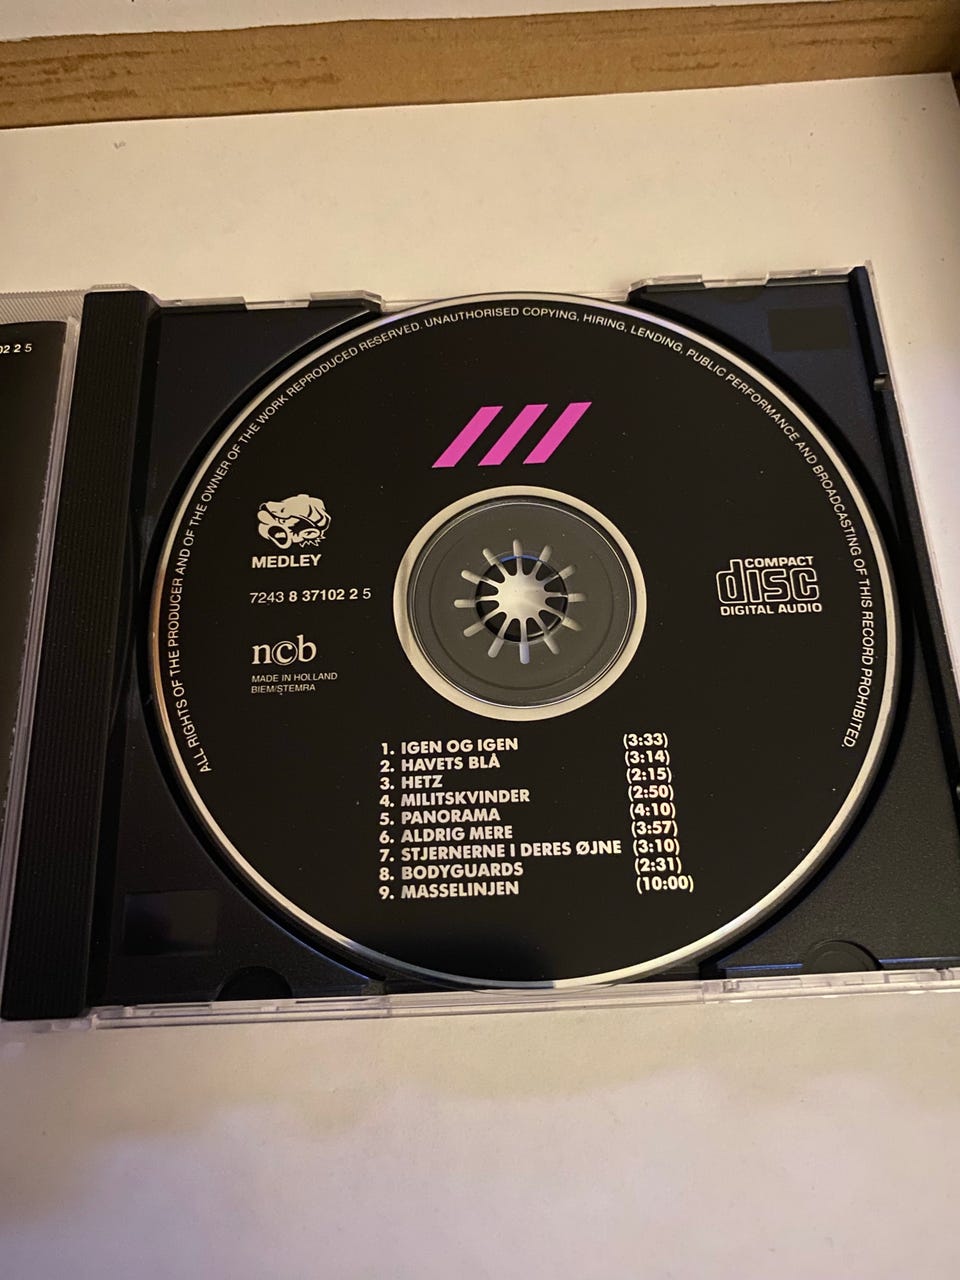 02 2 5
ALL RIGHTS OF THE PRODUCER AND OF THE OWNER OF THE WORK REPRODUCED RESERVED. UNAUTHORISED COPYING, HIRING, LENDING, PUBLIC PERFORMANCE AND BROADCASTING OF THIS RECORD PROHIBITED.
MEDLEY
7243 8 37102 2 5
ncb
MADE IN HOLLAND
BIEM/STEMRA
COMPACT
disc
DIGITAL AUDIO
1. IGEN OG IGEN (3:33)
2. HAVETS BLÅ (3:14)
3. HETZ (2:15)
4. MILITSKVINDER (2:50)
5. PANORAMA (4:10)
6. ALDRIG MERE (3:57)
7. STJERNERNE I DERES ØJNE (3:10)
8. BODYGUARDS (2:31)
9. MASSELINJEN (10:00)